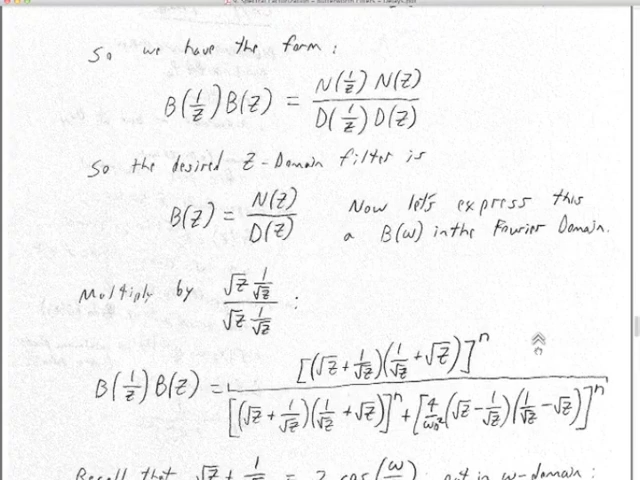 So we have the form:
B(1/Z) B(Z) = N(1/Z) N(Z) / D(1/Z) D(Z)
So the desired Z-Domain filter is
B(Z) = N(Z) / D(Z) Now let's express this
a B(ω) in the Fourier Domain.
Multiply by √Z 1/√Z / √Z 1/√Z :
B(1/Z) B(Z) = [(√Z + 1/√Z)(1/√Z + √Z)]^n / [(√Z + 1/√Z)(1/√Z + √Z)]^n + [4/ω₀² (√Z − 1/√Z)(1/√Z − √Z)]^n
Recall that √Z + 1/√Z = 2 cos(ω/
in ω-domain: